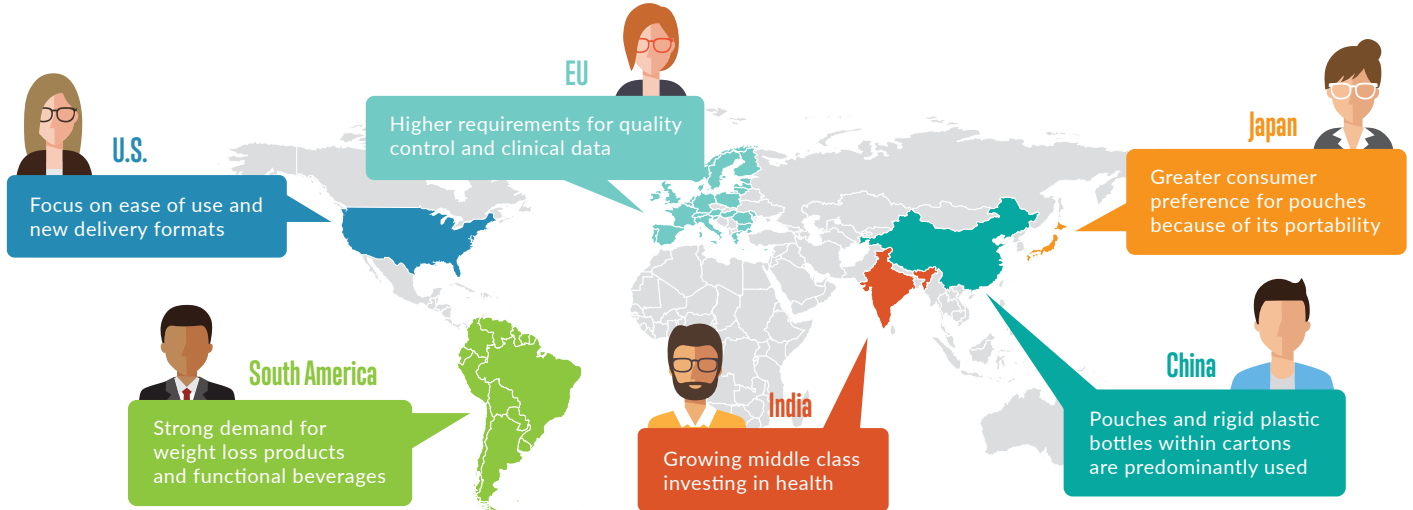 EU
Higher requirements for quality
control and clinical data
U.S.
Focus on ease of use and
new delivery formats
Japan
Greater consumer
preference for pouches
because of its portability
South America
Strong demand for
weight loss products
and functional beverages
India
Growing middle class
investing in health
China
Pouches and rigid plastic
bottles within cartons
are predominantly used